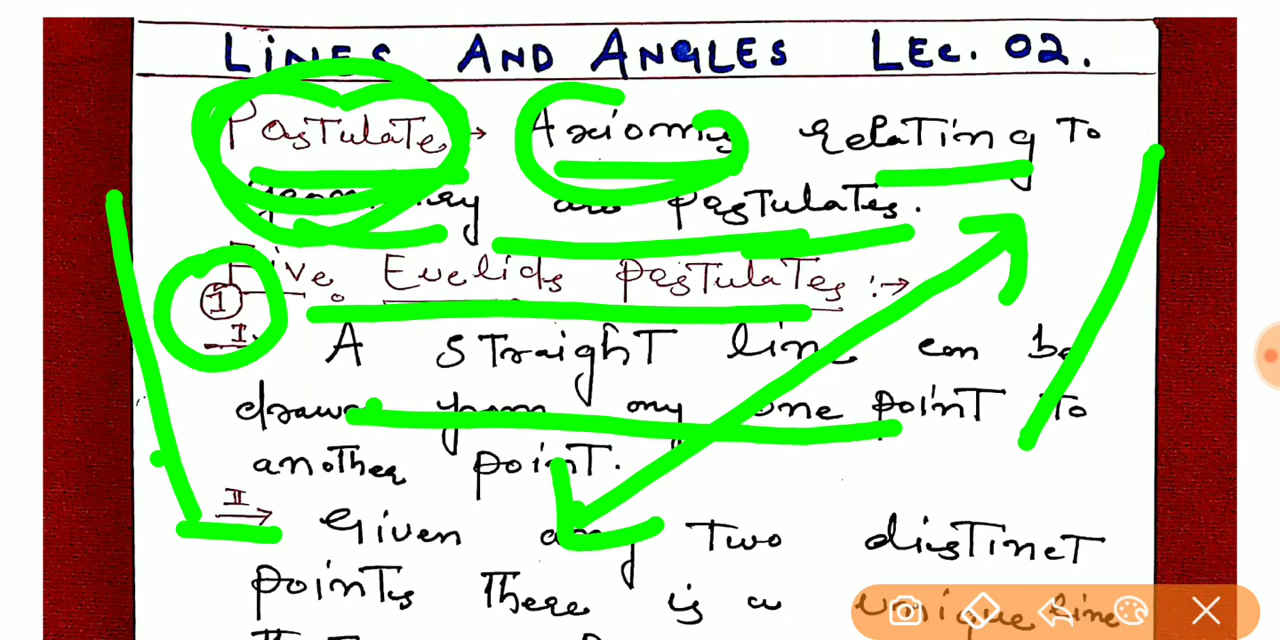 LINES AND ANGLES LEC. 02.
Postulate → Axioms relating to
geometry are postulates.
Five Euclids postulates :→
1
I. A straight line can be
drawn from any one point to
another point.
II → Given any two distinct
points there is a unique line